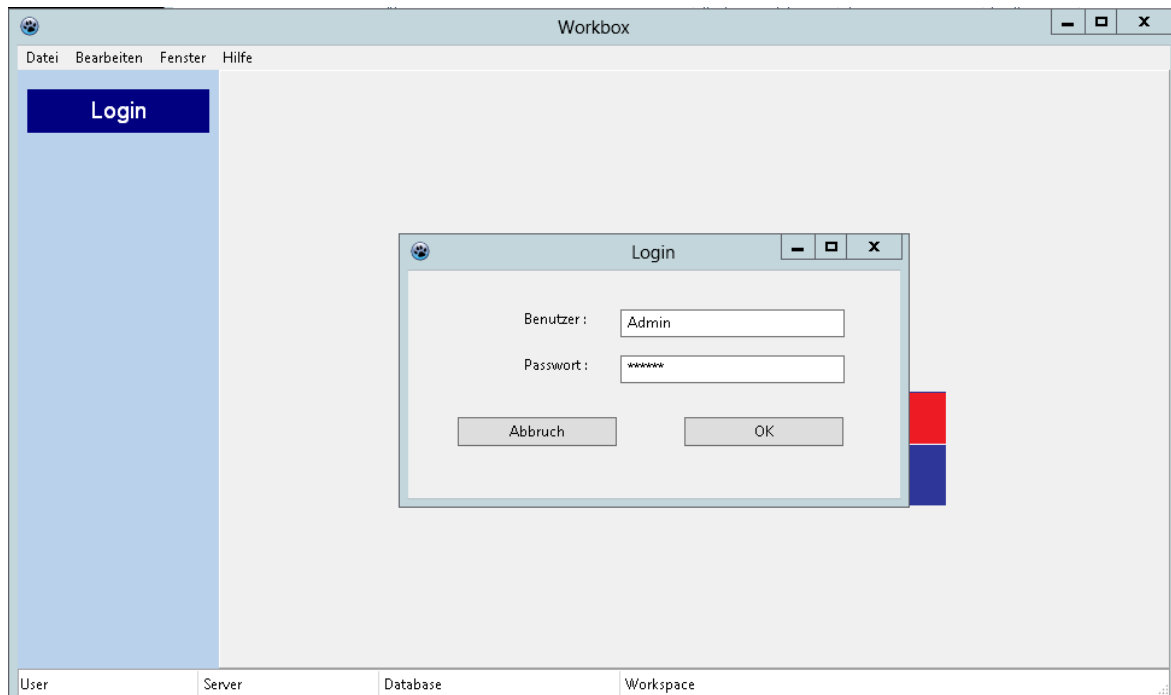 Workbox
Datei Bearbeiten Fenster Hilfe
Login
Login
Benutzer :
Admin
Passwort :
******
Abbruch
OK
User Server Database Workspace